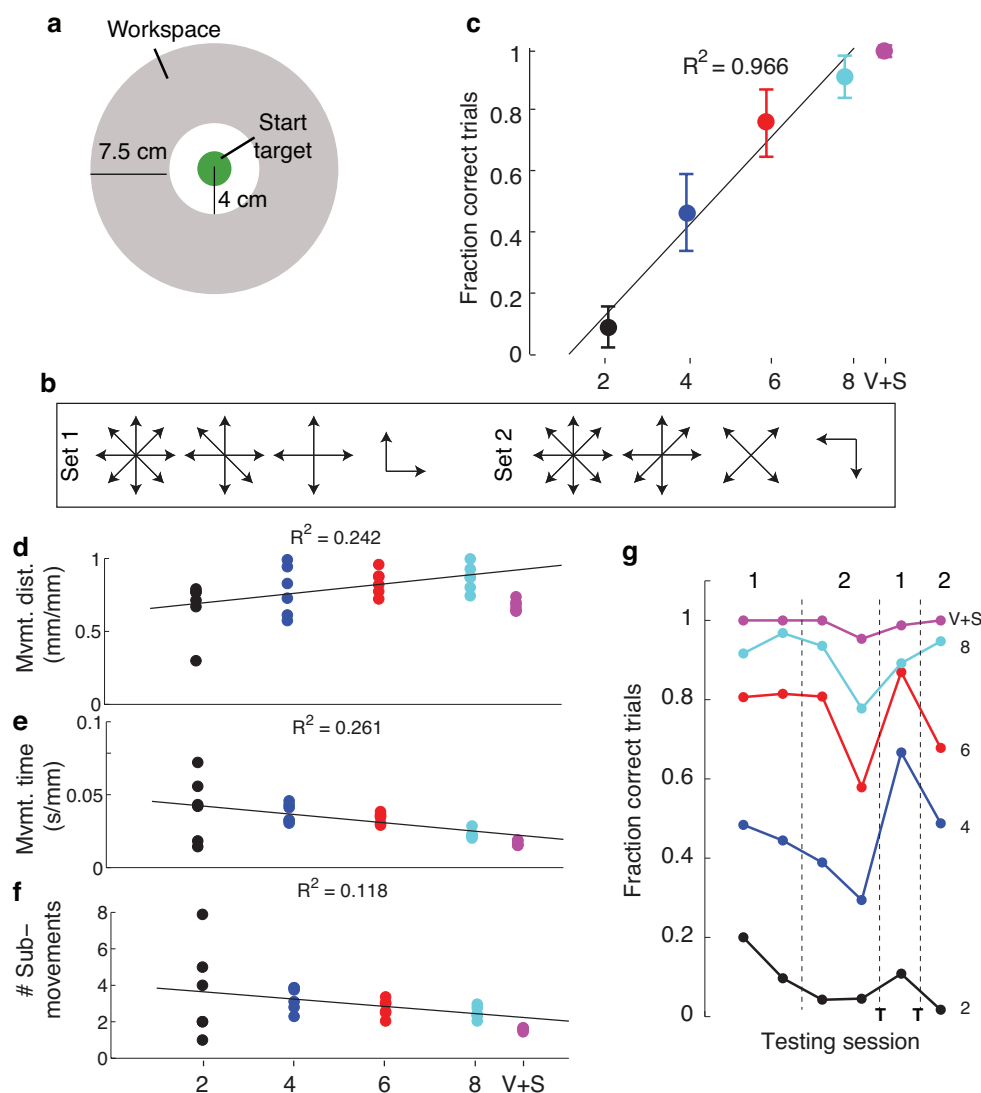 a
Workspace
Start
target
7.5 cm
4 cm
c
R² = 0.966
Fraction correct trials
1
0.8
0.6
0.4
0.2
0
2 4 6 8 V+S
b
Set 1
Set 2
d
R² = 0.242
Mvmt. dist.
(mm/mm)
1
0.5
0
e
R² = 0.261
Mvmt. time
(s/mm)
0.1
0.05
0
f
R² = 0.118
# Sub–
movements
8
6
4
2
0
2 4 6 8 V+S
g
1 2 1 2
Fraction correct trials
1
0.8
0.6
0.4
0.2
0
V+S
8
6
4
2
T T
Testing session